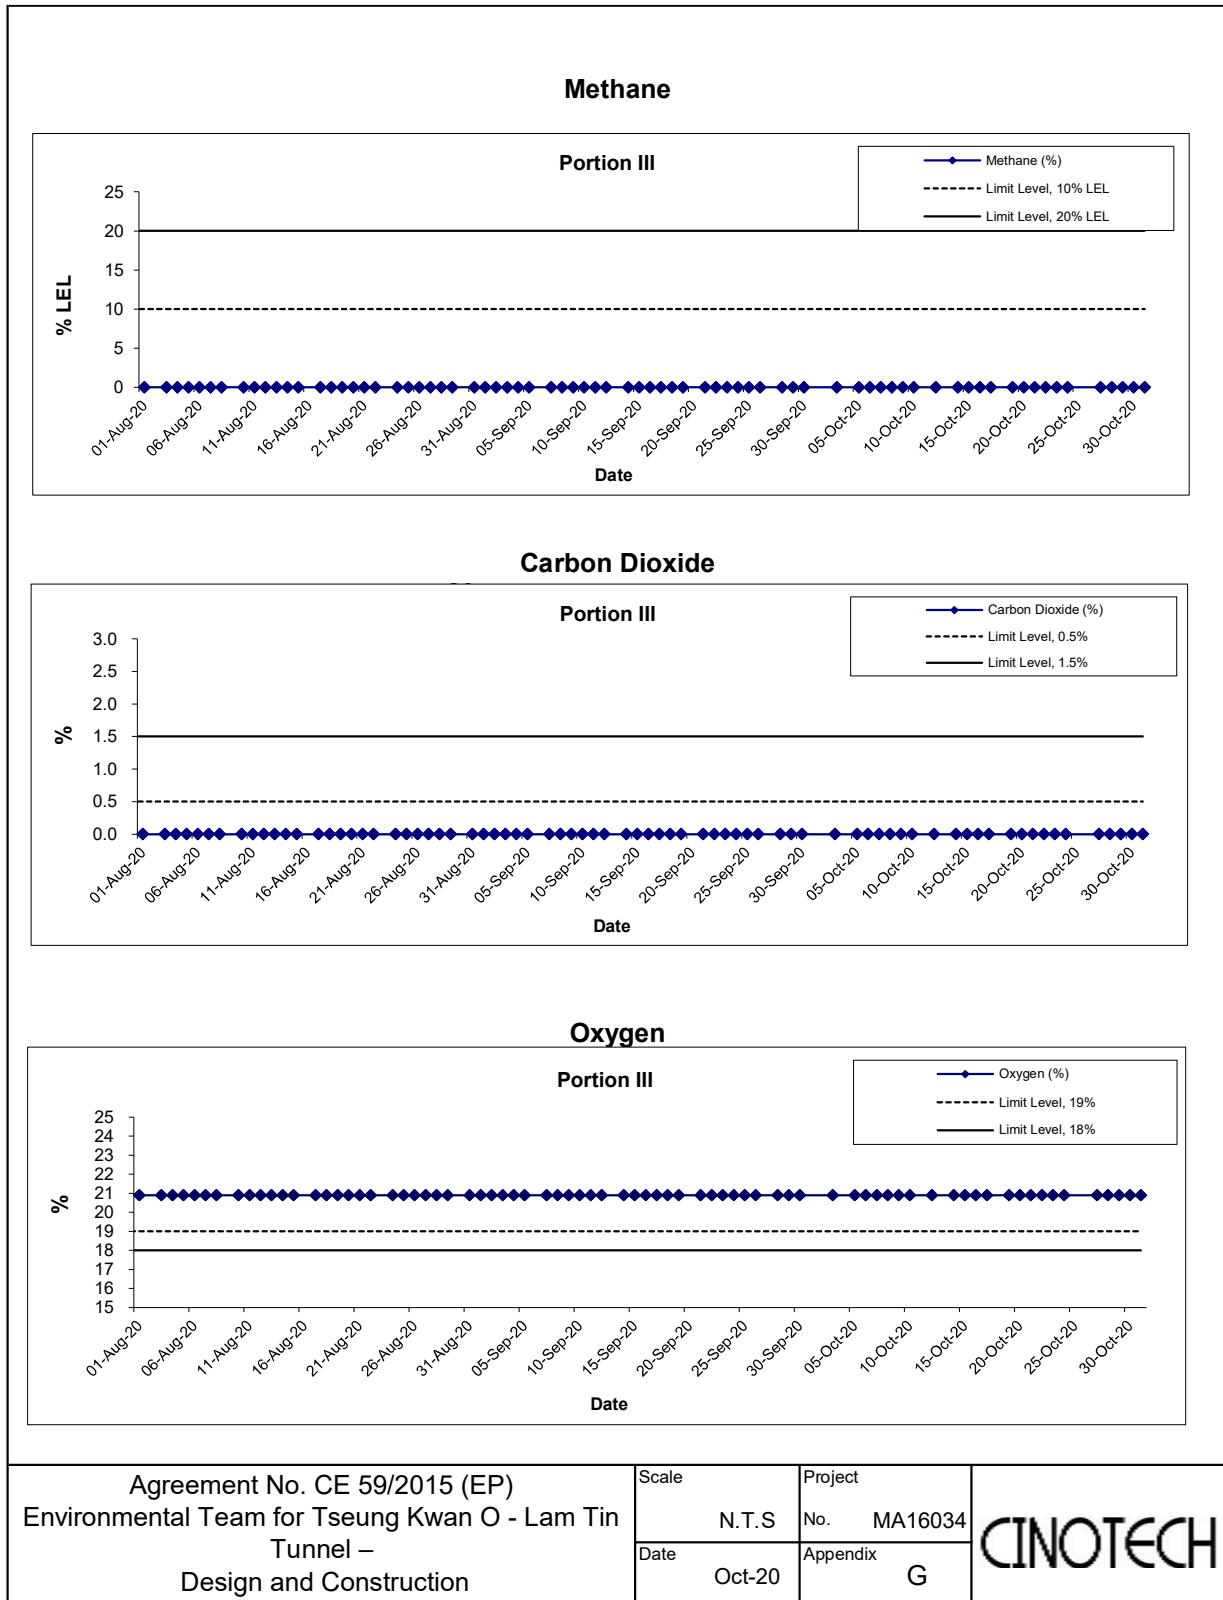 Methane
Portion III
Methane (%)
Limit Level, 10% LEL
Limit Level, 20% LEL
25
20
15
10
5
0
% LEL
01-Aug-20
06-Aug-20
11-Aug-20
16-Aug-20
21-Aug-20
26-Aug-20
31-Aug-20
05-Sep-20
10-Sep-20
15-Sep-20
20-Sep-20
25-Sep-20
30-Sep-20
05-Oct-20
10-Oct-20
15-Oct-20
20-Oct-20
25-Oct-20
30-Oct-20
Date
Carbon Dioxide
Portion III
Carbon Dioxide (%)
Limit Level, 0.5%
Limit Level, 1.5%
3.0
2.5
2.0
1.5
1.0
0.5
0.0
%
01-Aug-20
06-Aug-20
11-Aug-20
16-Aug-20
21-Aug-20
26-Aug-20
31-Aug-20
05-Sep-20
10-Sep-20
15-Sep-20
20-Sep-20
25-Sep-20
30-Sep-20
05-Oct-20
10-Oct-20
15-Oct-20
20-Oct-20
25-Oct-20
30-Oct-20
Date
Oxygen
Portion III
Oxygen (%)
Limit Level, 19%
Limit Level, 18%
25
24
23
22
21
20
19
18
17
16
15
%
01-Aug-20
06-Aug-20
11-Aug-20
16-Aug-20
21-Aug-20
26-Aug-20
31-Aug-20
05-Sep-20
10-Sep-20
15-Sep-20
20-Sep-20
25-Sep-20
30-Sep-20
05-Oct-20
10-Oct-20
15-Oct-20
20-Oct-20
25-Oct-20
30-Oct-20
Date
Agreement No. CE 59/2015 (EP)
Environmental Team for Tseung Kwan O - Lam Tin
Tunnel –
Design and Construction
Scale
N.T.S
Project
No. MA16034
Date
Oct-20
Appendix
G
CINOTECH